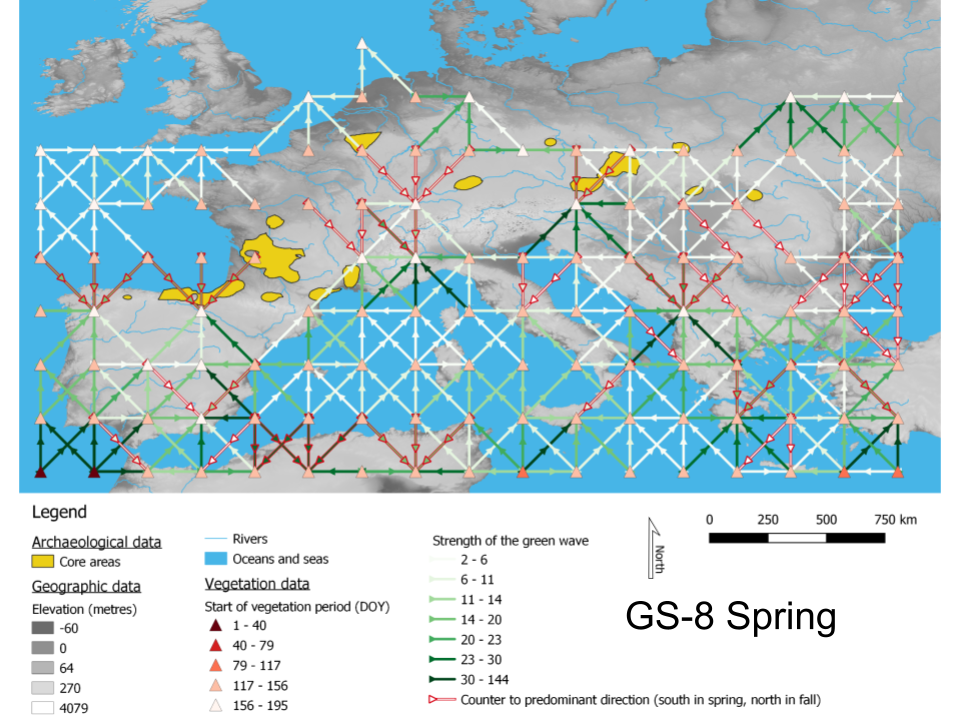 Legend
Archaeological data
Core areas
Geographic data
Elevation (metres)
-60
0
64
270
4079
Rivers
Oceans and seas
Vegetation data
Start of vegetation period (DOY)
1 - 40
40 - 79
79 - 117
117 - 156
156 - 195
Strength of the green wave
2 - 6
6 - 11
11 - 14
14 - 20
20 - 23
23 - 30
30 - 144
Counter to predominant direction (south in spring, north in fall)
North
0 250 500 750 km
GS-8 Spring